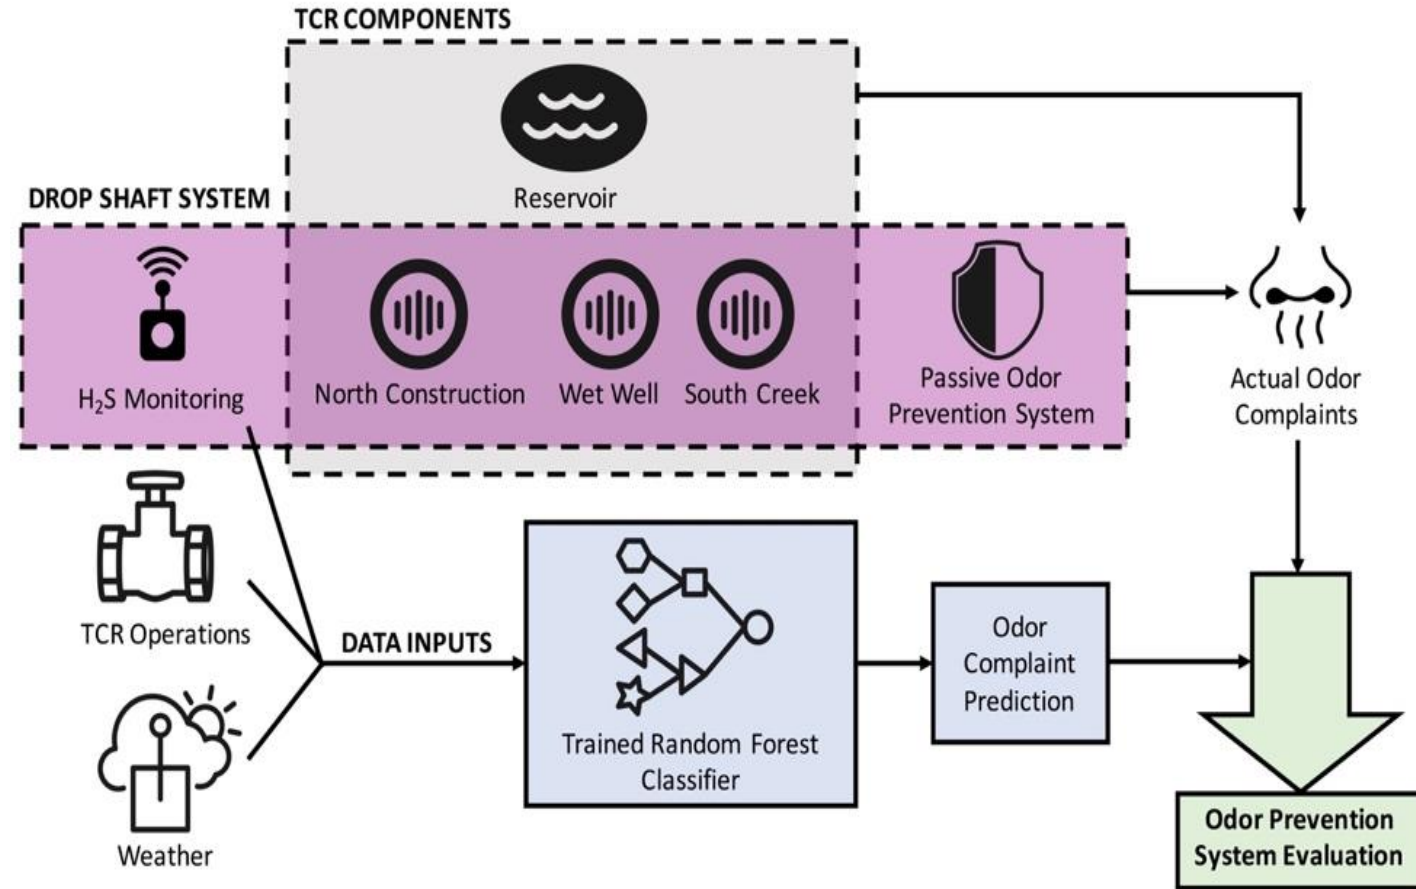 TCR COMPONENTS
Reservoir
DROP SHAFT SYSTEM
H₂S Monitoring
North Construction
Wet Well
South Creek
Passive Odor
Prevention System
Actual Odor
Complaints
TCR Operations
DATA INPUTS
Weather
Trained Random Forest
Classifier
Odor
Complaint
Prediction
Odor Prevention
System Evaluation